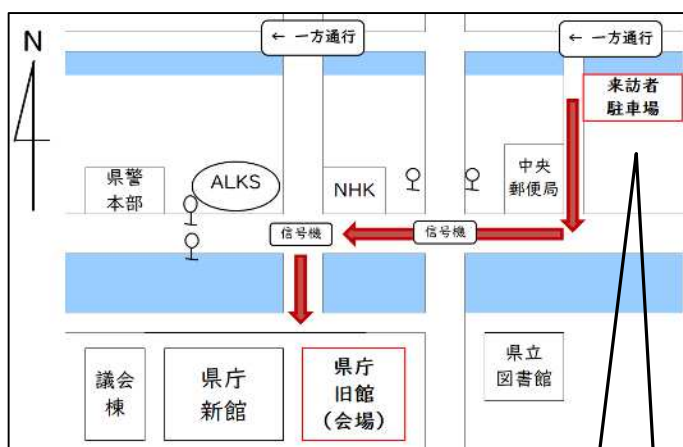 ← 一方通行
← 一方通行
N
来訪者
駐車場
県警
本部
ALKS
NHK
中央
郵便局
信号機
信号機
議会
棟
県庁
新館
県庁
旧館
(会場)
県立
図書館